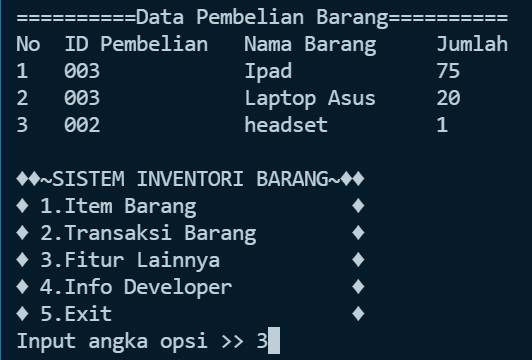 ==========Data Pembelian Barang==========
No  ID Pembelian   Nama Barang     Jumlah
1   003            Ipad            75
2   003            Laptop Asus     20
3   002            headset         1
♦♦~SISTEM INVENTORI BARANG~♦♦
♦ 1.Item Barang             ♦
♦ 2.Transaksi Barang        ♦
♦ 3.Fitur Lainnya           ♦
♦ 4.Info Developer          ♦
♦ 5.Exit                    ♦
Input angka opsi >> 3